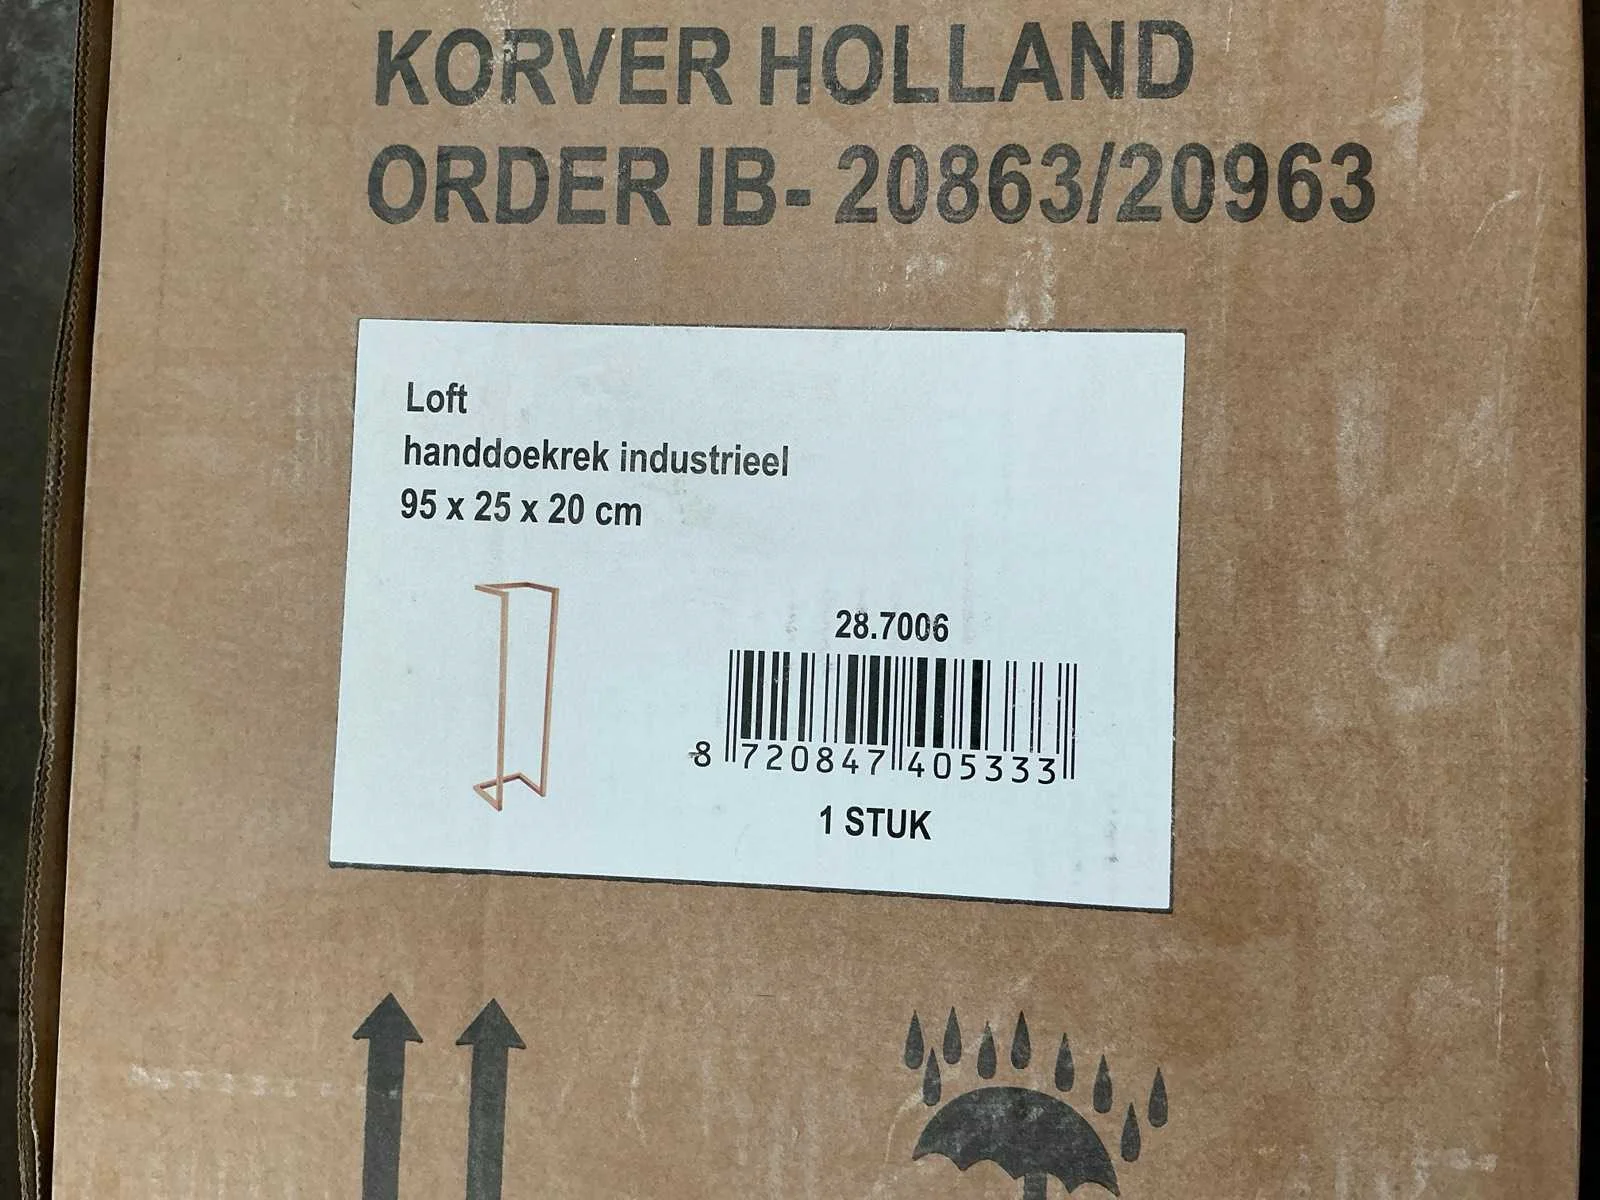 KORVER HOLLAND
ORDER IB- 20863/20963
Loft
handdoekrek industrieel
95 x 25 x 20 cm
28.7006
8 720847 405333
1 STUK